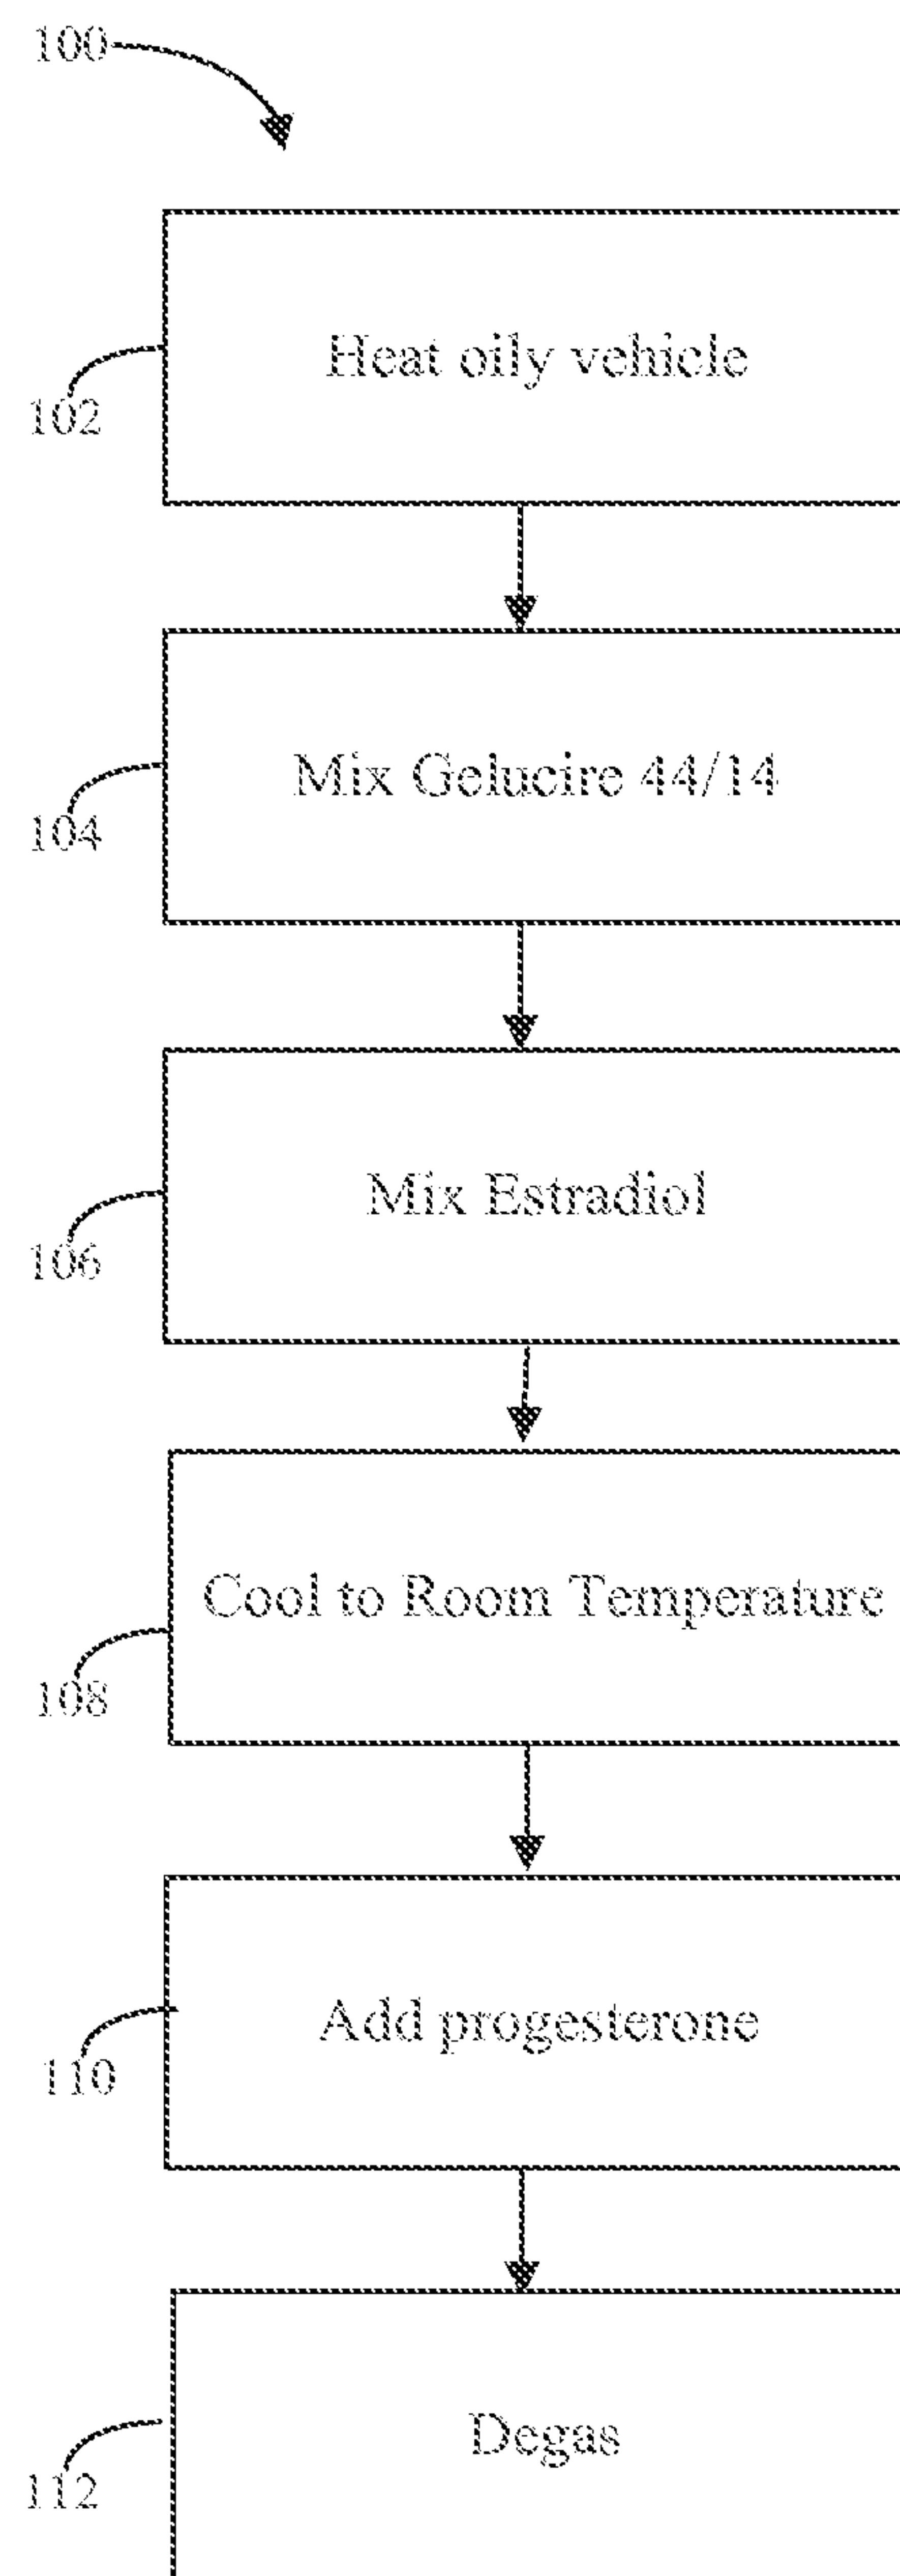 100
Heat oily vehicle
102
Mix Gelucire 44/14
104
Mix Estradiol
106
Cool to Room Temperature
108
Add progesterone
110
Degas
112